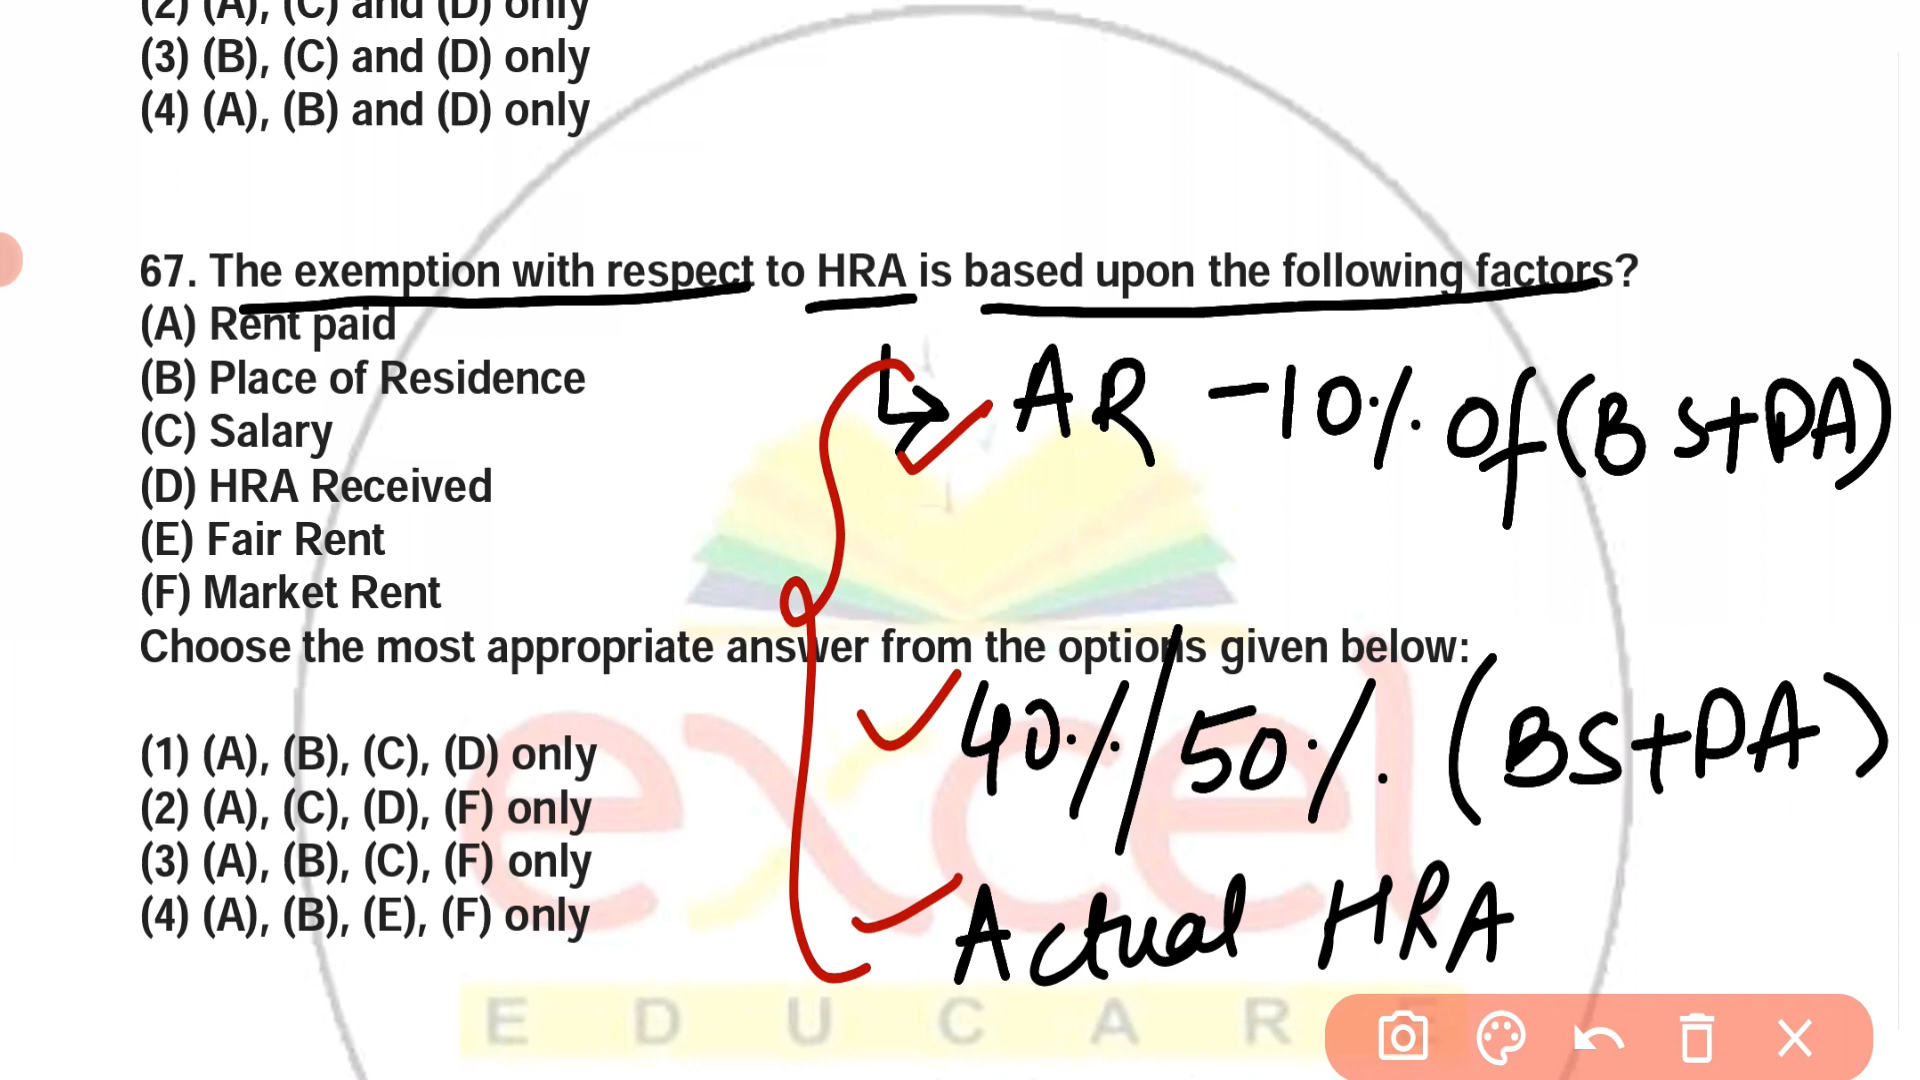 (2) (A), (C) and (D) only
(3) (B), (C) and (D) only
(4) (A), (B) and (D) only
67. The exemption with respect to HRA is based upon the following factors?
(A) Rent paid
(B) Place of Residence
(C) Salary
(D) HRA Received
(E) Fair Rent
(F) Market Rent
AR - 10% of (BS+DA)
Choose the most appropriate answer from the options given below:
40% / 50% (BS+DA)
(1) (A), (B), (C), (D) only
(2) (A), (C), (D), (F) only
(3) (A), (B), (C), (F) only
(4) (A), (B), (E), (F) only
Actual HRA
excel
EDUCARE